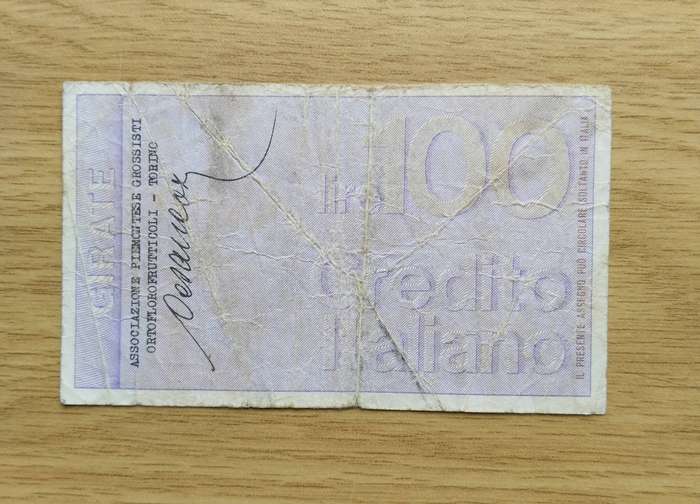 GIRATE
ASSOCIAZIONE PIEMONTESE GROSSISTI
ORTOFLOROFRUTTICOLI - TORINO
lire 100
Credito
Italiano
IL PRESENTE ASSEGNO PUÒ CIRCOLARE SOLTANTO IN ITALIA